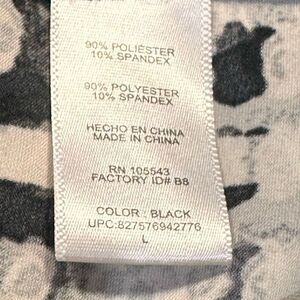 90% POLIÉSTER
10% SPANDEX
90% POLYESTER
10% SPANDEX
HECHO EN CHINA
MADE IN CHINA
RN 105543
FACTORY ID# B8
COLOR : BLACK
UPC:827576942776
L